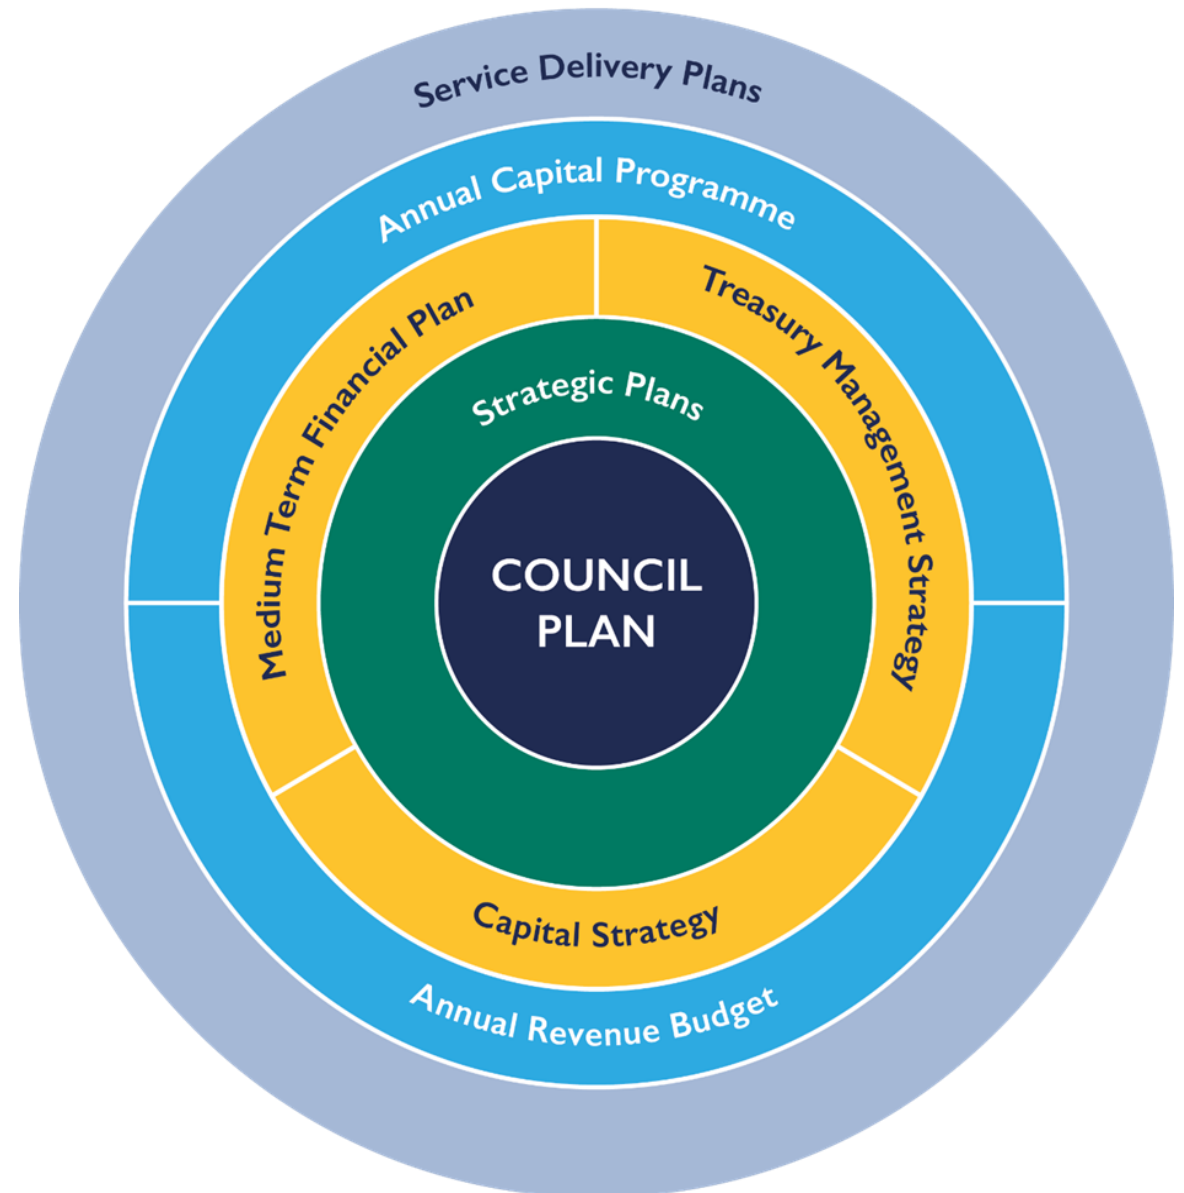 Service Delivery Plans
Annual Capital Programme
Medium Term Financial Plan
Treasury Management Strategy
Strategic Plans
COUNCIL
PLAN
Capital Strategy
Annual Revenue Budget